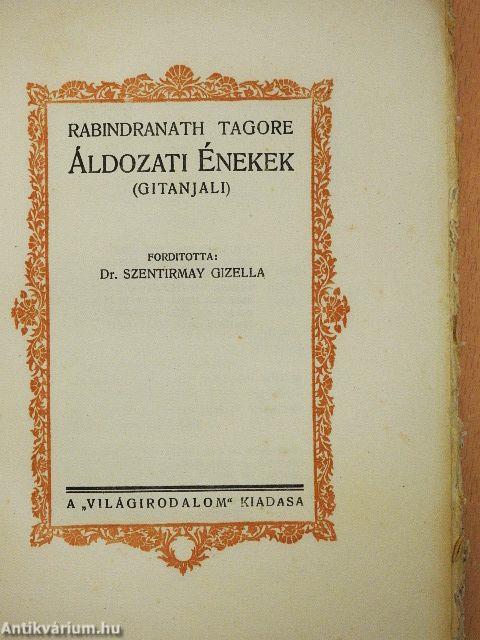 RABINDRANATH TAGORE
ÁLDOZATI ÉNEKEK
(GITANJALI)
FORDITOTTA:
Dr. SZENTIRMAY GIZELLA
A „VILÁGIRODALOM“ KIADASA
Antikvárium.hu